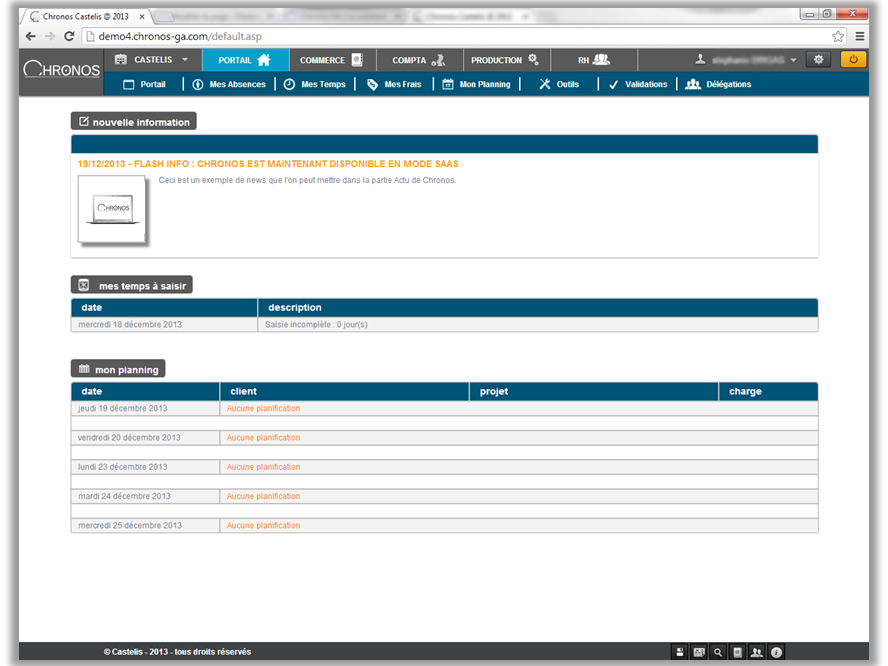 Chronos Castelis @ 2013
demo4.chronos-ga.com/default.asp
CHRONOS
CASTELIS
PORTAIL
COMMERCE
COMPTA
PRODUCTION
RH
Portail
Mes Absences
Mes Temps
Mes Frais
Mon Planning
Outils
Validations
Délégations
nouvelle information
19/12/2013 - FLASH INFO : CHRONOS EST MAINTENANT DISPONIBLE EN MODE SAAS
Ceci est un exemple de news que l'on peut mettre dans la partie Actu de Chronos.
CHRONOS
mes temps à saisir
date description
mercredi 18 décembre 2013 Saisie incomplète : 0 jour(s)
mon planning
date client projet charge
jeudi 19 décembre 2013 Aucune planification
vendredi 20 décembre 2013 Aucune planification
lundi 23 décembre 2013 Aucune planification
mardi 24 décembre 2013 Aucune planification
mercredi 25 décembre 2013 Aucune planification
© Castelis - 2013 - tous droits réservés